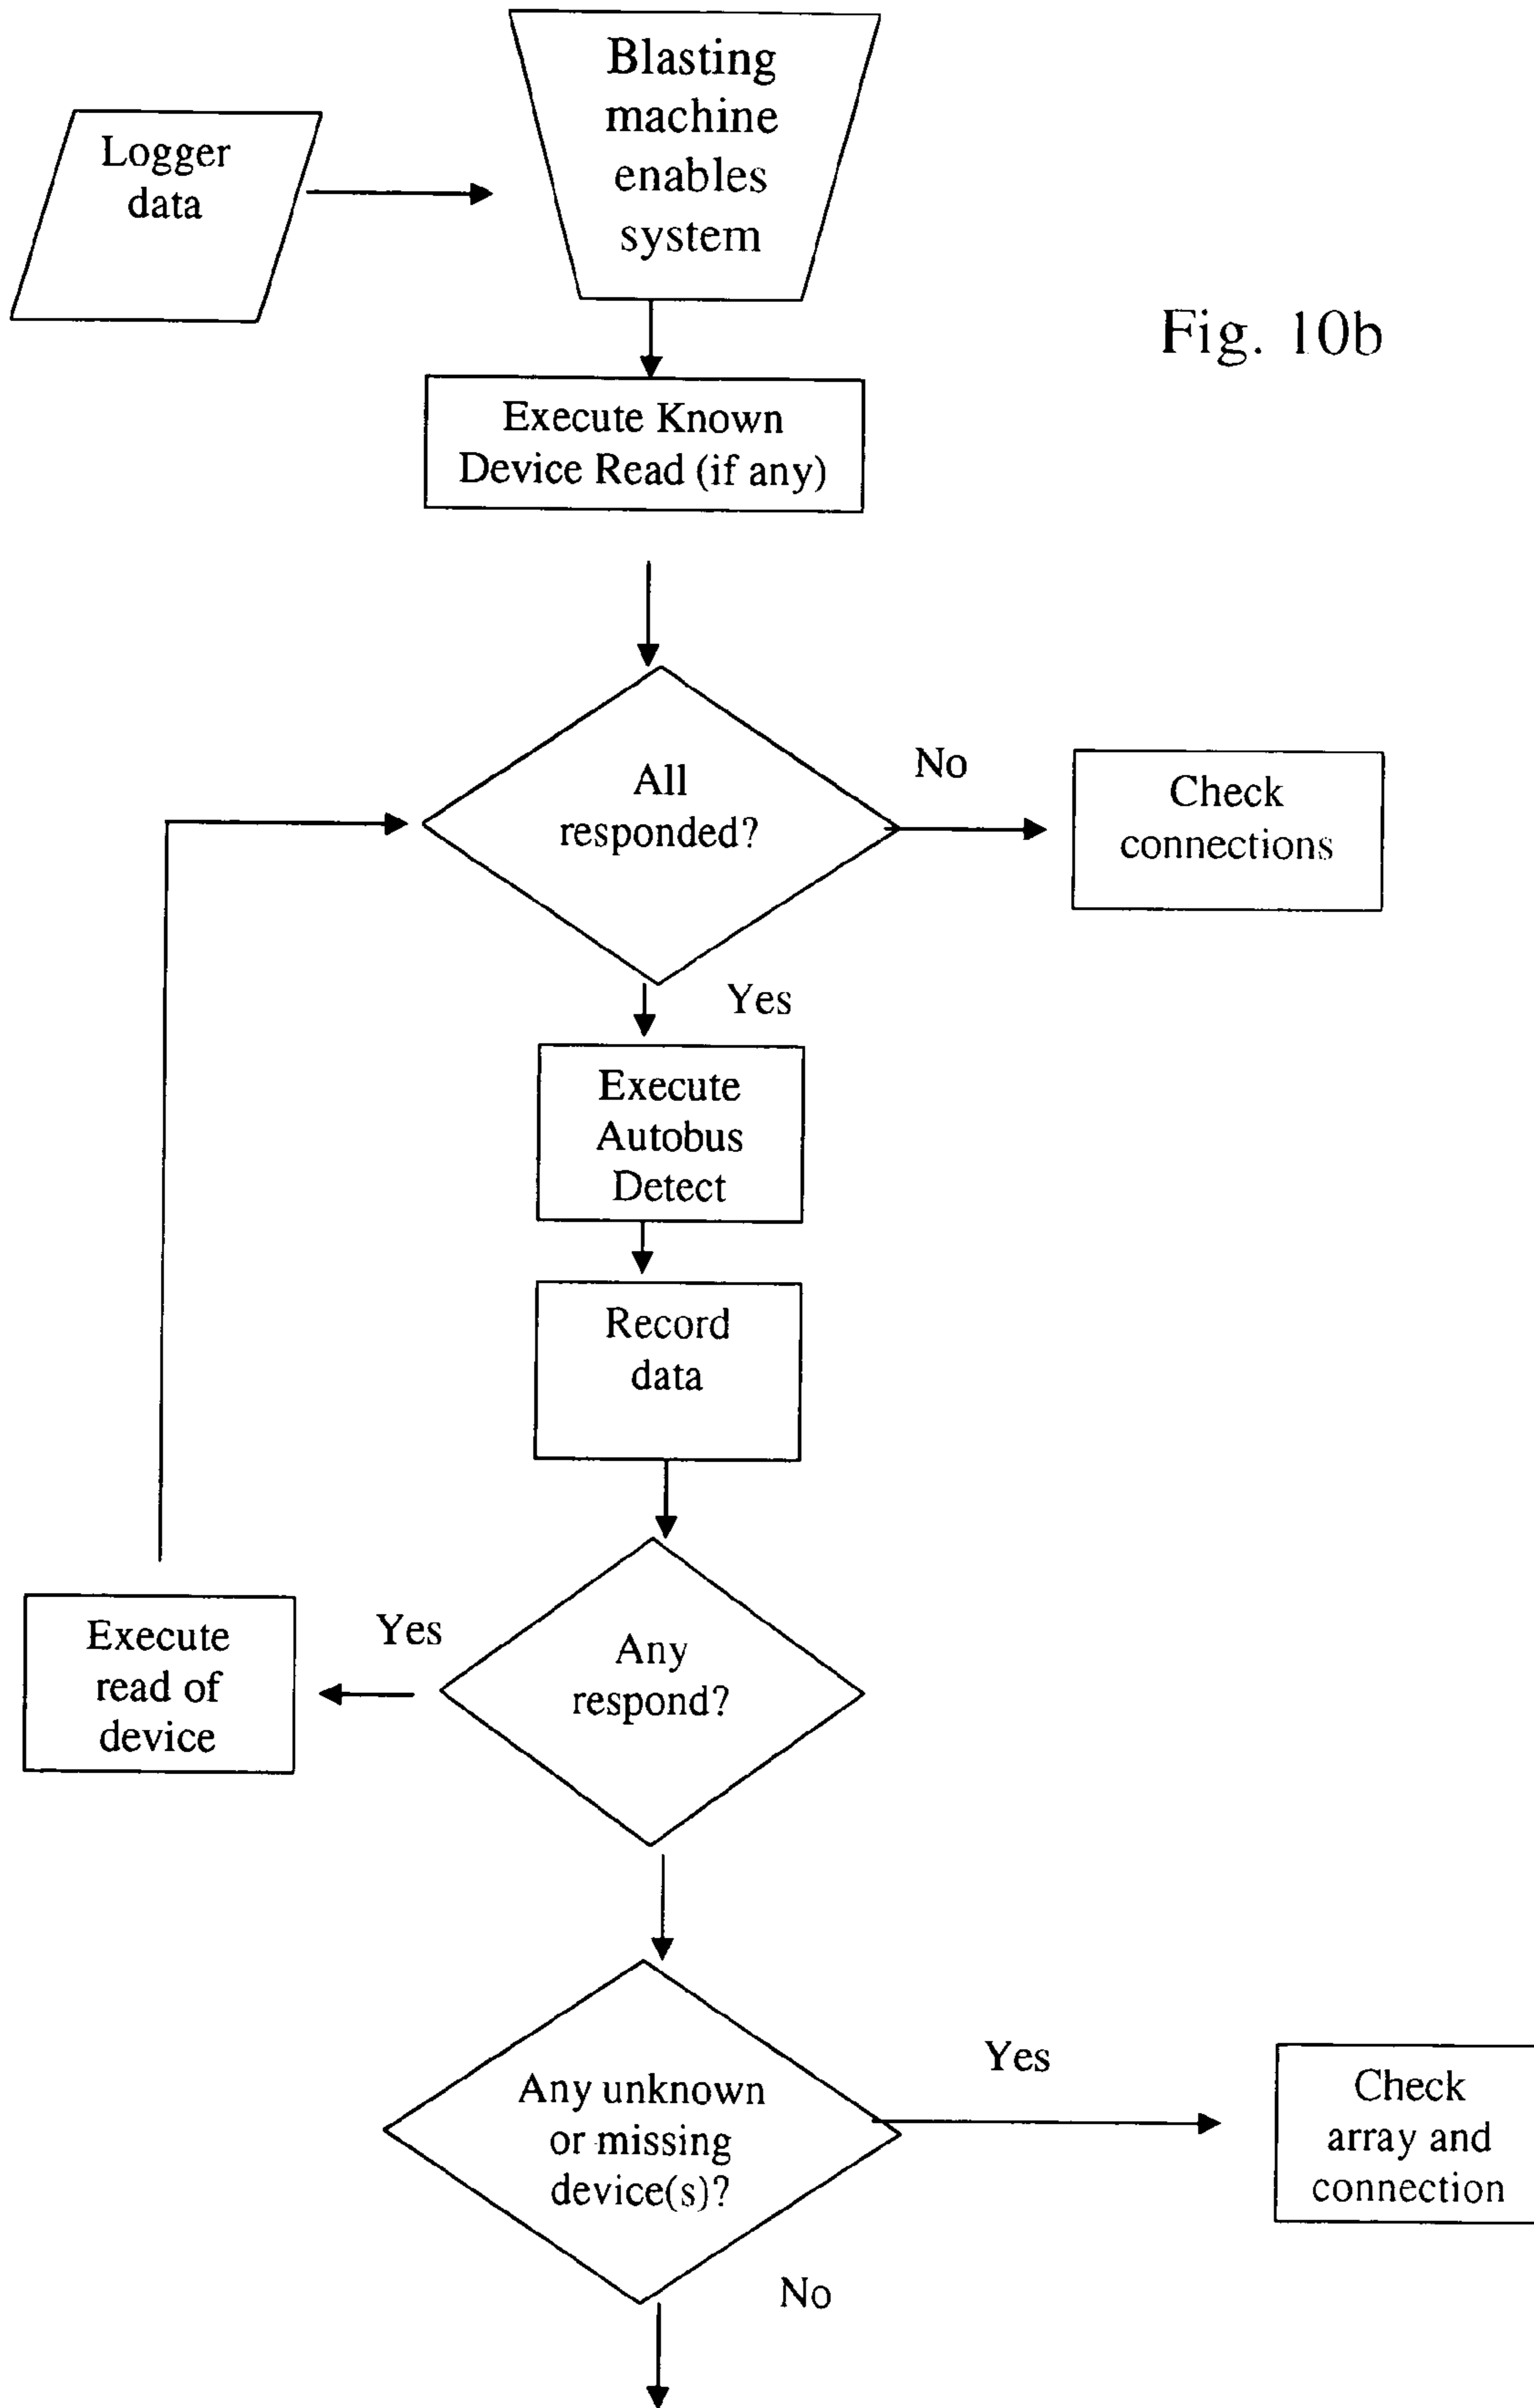 Blasting
machine
enables
system
Logger
data
Fig. 10b
Execute Known
Device Read (if any)
All
responded?
No
Check
connections
Yes
Execute
Autobus
Detect
Record
data
Any
respond?
Yes
Execute
read of
device
Any unknown
or missing
device(s)?
Yes
Check
array and
connection
No